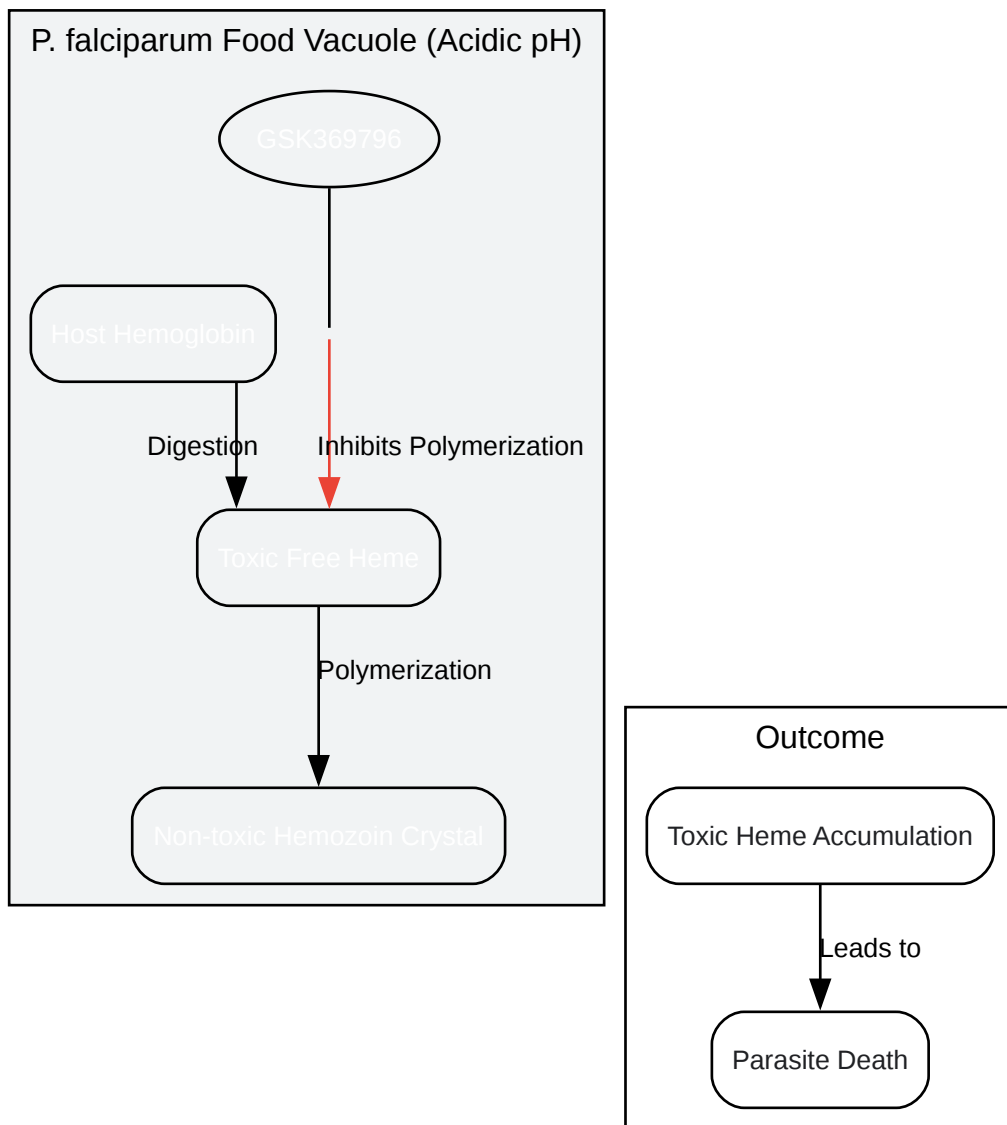 P. falciparum Food Vacuole (Acidic pH)
GSK369796
Host Hemoglobin
Digestion
Inhibits Polymerization
Toxic Free Heme
Polymerization
Non-toxic Hemozoin Crystal
Outcome
Toxic Heme Accumulation
Leads to
Parasite Death